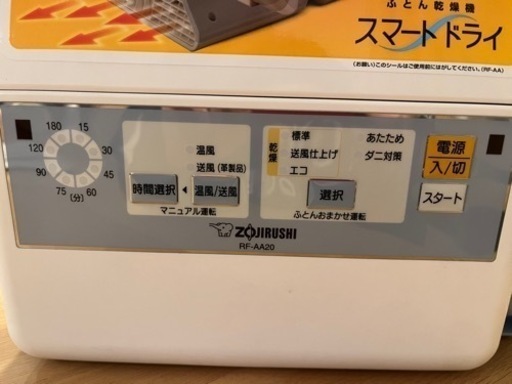 ふとん乾燥機
スマートドライ
(お願い)このシールはご使用前にはがしてください。(RF-AA)
180 15
120 30
90 45
75 (分) 60
温風
送風(革製品)
時間選択
温風/送風
マニュアル運転
乾燥
標準
送風仕上げ
エコ
あたため
ダニ対策
選択
ふとんおまかせ運転
電源
入/切
スタート
ZOJIRUSHI
RF-AA20